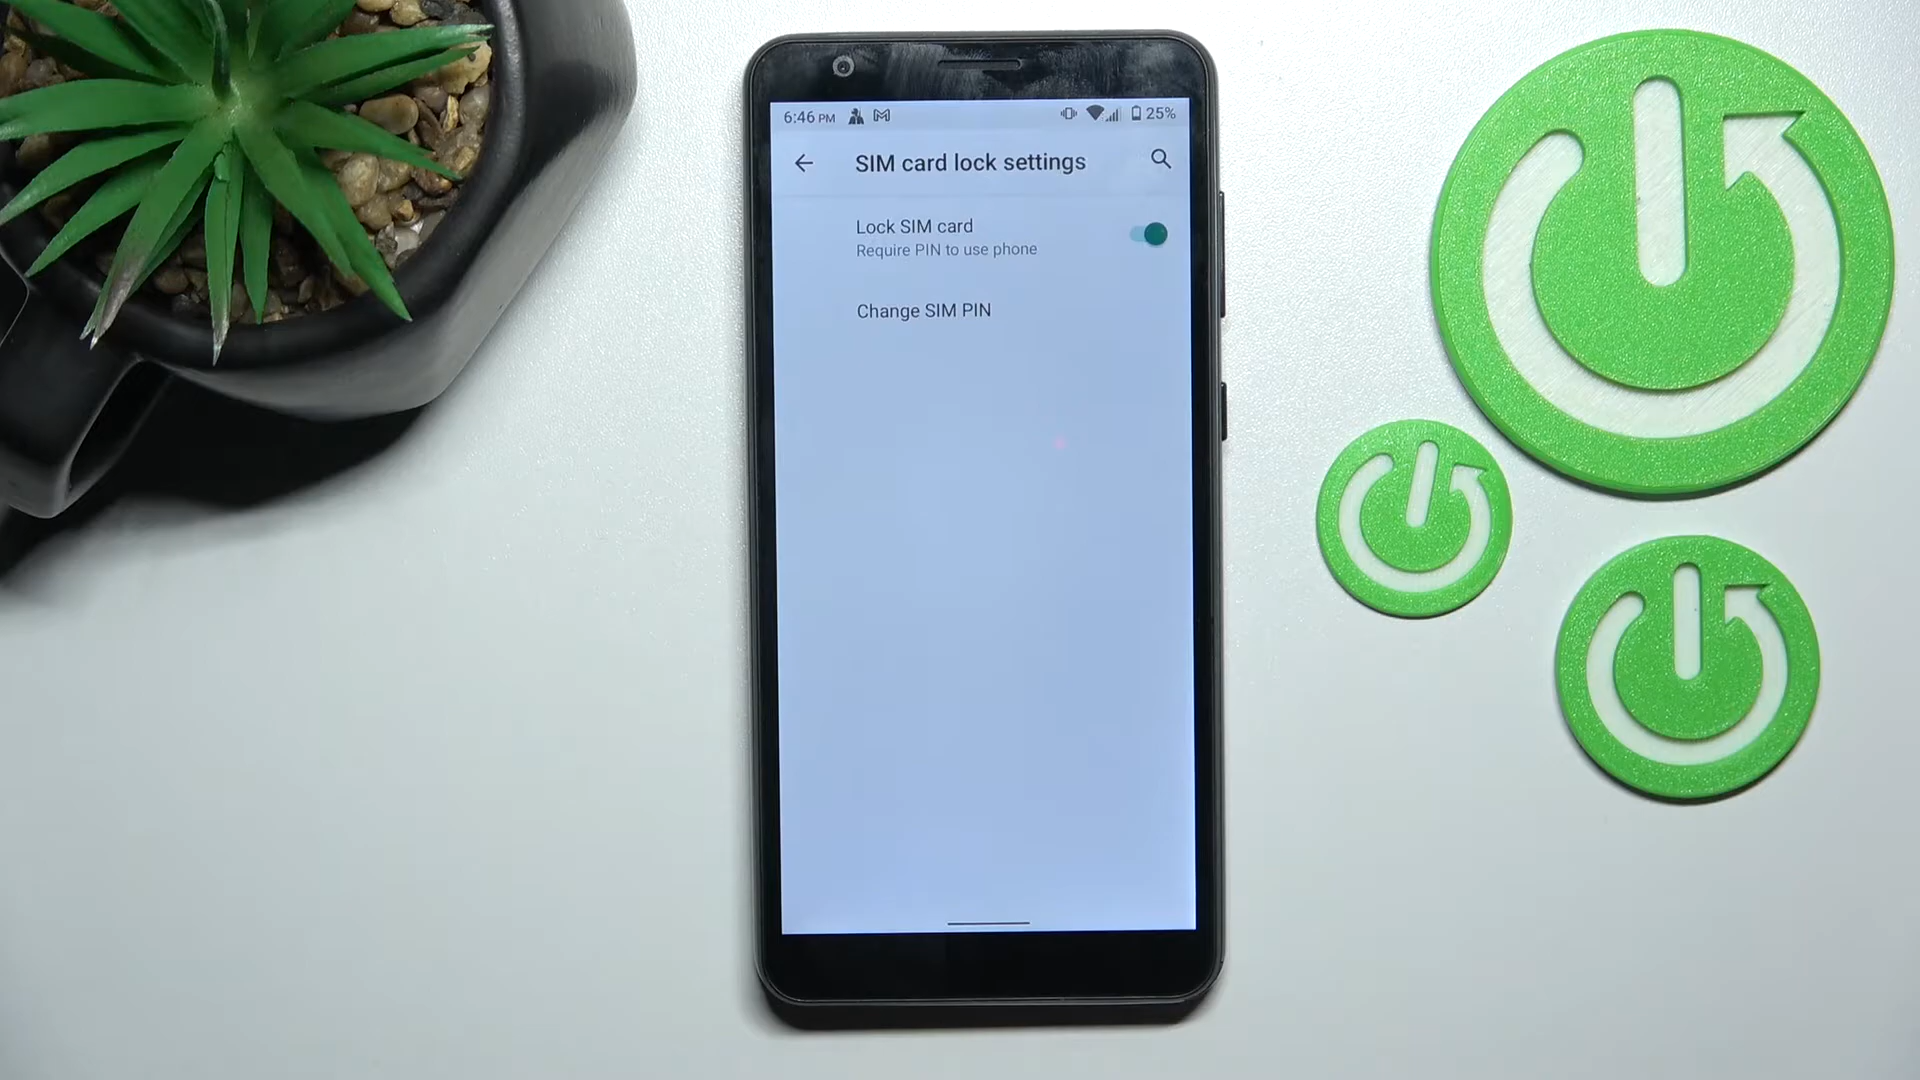 6:46 PM 25%
SIM card lock settings
Lock SIM card
Require PIN to use phone
Change SIM PIN